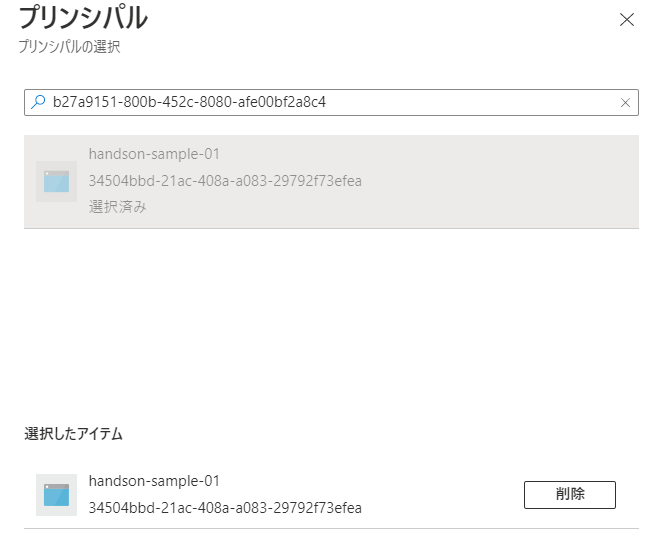 プリンシパル
プリンシパルの選択
b27a9151-800b-452c-8080-afe00bf2a8c4
handson-sample-01
34504bbd-21ac-408a-a083-29792f73efea
選択済み
選択したアイテム
handson-sample-01
34504bbd-21ac-408a-a083-29792f73efea
削除